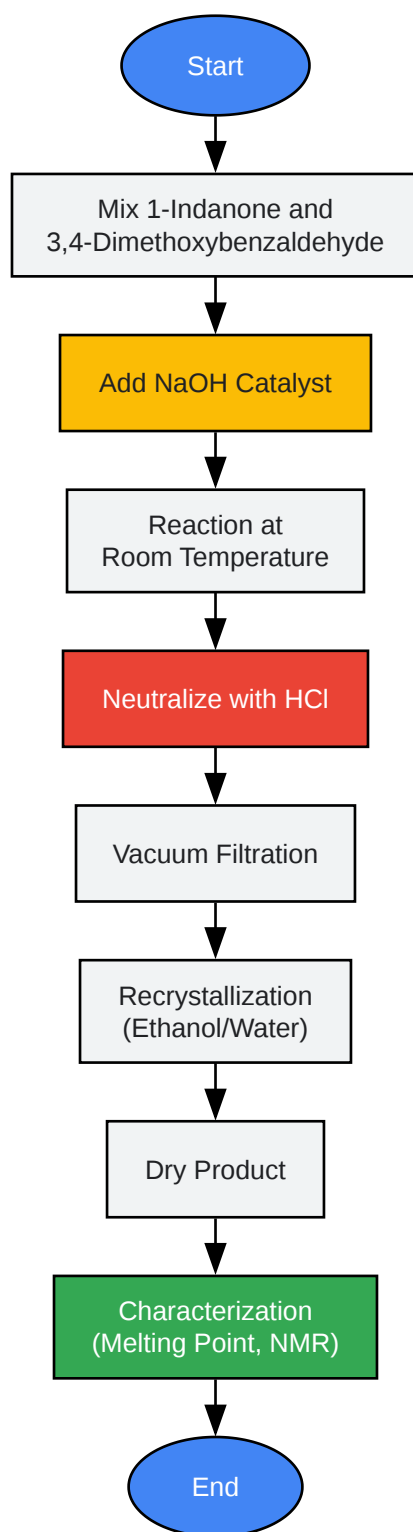 Start
Mix 1-Indanone and
3,4-Dimethoxybenzaldehyde
Add NaOH Catalyst
Reaction at
Room Temperature
Neutralize with HCl
Vacuum Filtration
Recrystallization
(Ethanol/Water)
Dry Product
Characterization
(Melting Point, NMR)
End